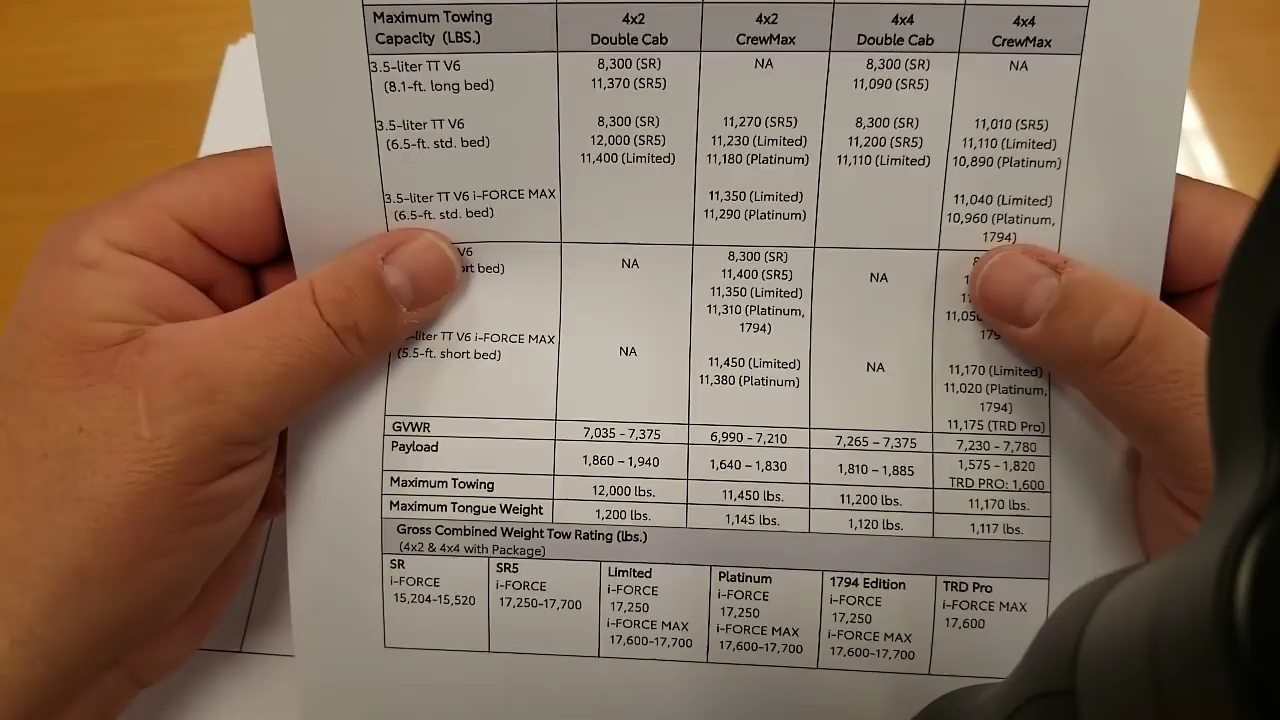 Maximum Towing Capacity (LBS.)
4x2 Double Cab
4x2 CrewMax
4x4 Double Cab
4x4 CrewMax
3.5-liter TT V6
(8.1-ft. long bed)
8,300 (SR)
11,370 (SR5)
NA
8,300 (SR)
11,090 (SR5)
NA
3.5-liter TT V6
(6.5-ft. std. bed)
8,300 (SR)
12,000 (SR5)
11,400 (Limited)
11,270 (SR5)
11,230 (Limited)
11,180 (Platinum)
8,300 (SR)
11,200 (SR5)
11,110 (Limited)
11,010 (SR5)
11,110 (Limited)
10,890 (Platinum)
3.5-liter TT V6 i-FORCE MAX
(6.5-ft. std. bed)
11,350 (Limited)
11,290 (Platinum)
11,040 (Limited)
10,960 (Platinum,
1794)
V6
bed)
NA
8,300 (SR)
11,400 (SR5)
11,350 (Limited)
11,310 (Platinum,
1794)
NA
TT V6 i-FORCE MAX
(5.5-ft. short bed)
NA
11,450 (Limited)
11,380 (Platinum)
NA
11,170 (Limited)
11,020 (Platinum,
1794)
11,175 (TRD Pro)
GVWR
7,035 – 7,375
6,990 - 7,210
7,265 – 7,375
7,230 – 7,780
Payload
1,860 – 1,940
1,640 - 1,830
1,810 – 1,885
1,575 - 1,820
TRD PRO: 1,600
Maximum Towing
12,000 lbs.
11,450 lbs.
11,200 lbs.
11,170 lbs.
Maximum Tongue Weight
1,200 lbs.
1,145 lbs.
1,120 lbs.
1,117 lbs.
Gross Combined Weight Tow Rating (lbs.)
(4x2 & 4x4 with Package)
SR
i-FORCE
15,204-15,520
SR5
i-FORCE
17,250-17,700
Limited
i-FORCE
17,250
i-FORCE MAX
17,600-17,700
Platinum
i-FORCE
17,250
i-FORCE MAX
17,600-17,700
1794 Edition
i-FORCE
17,250
i-FORCE MAX
17,600-17,700
TRD Pro
i-FORCE MAX
17,600